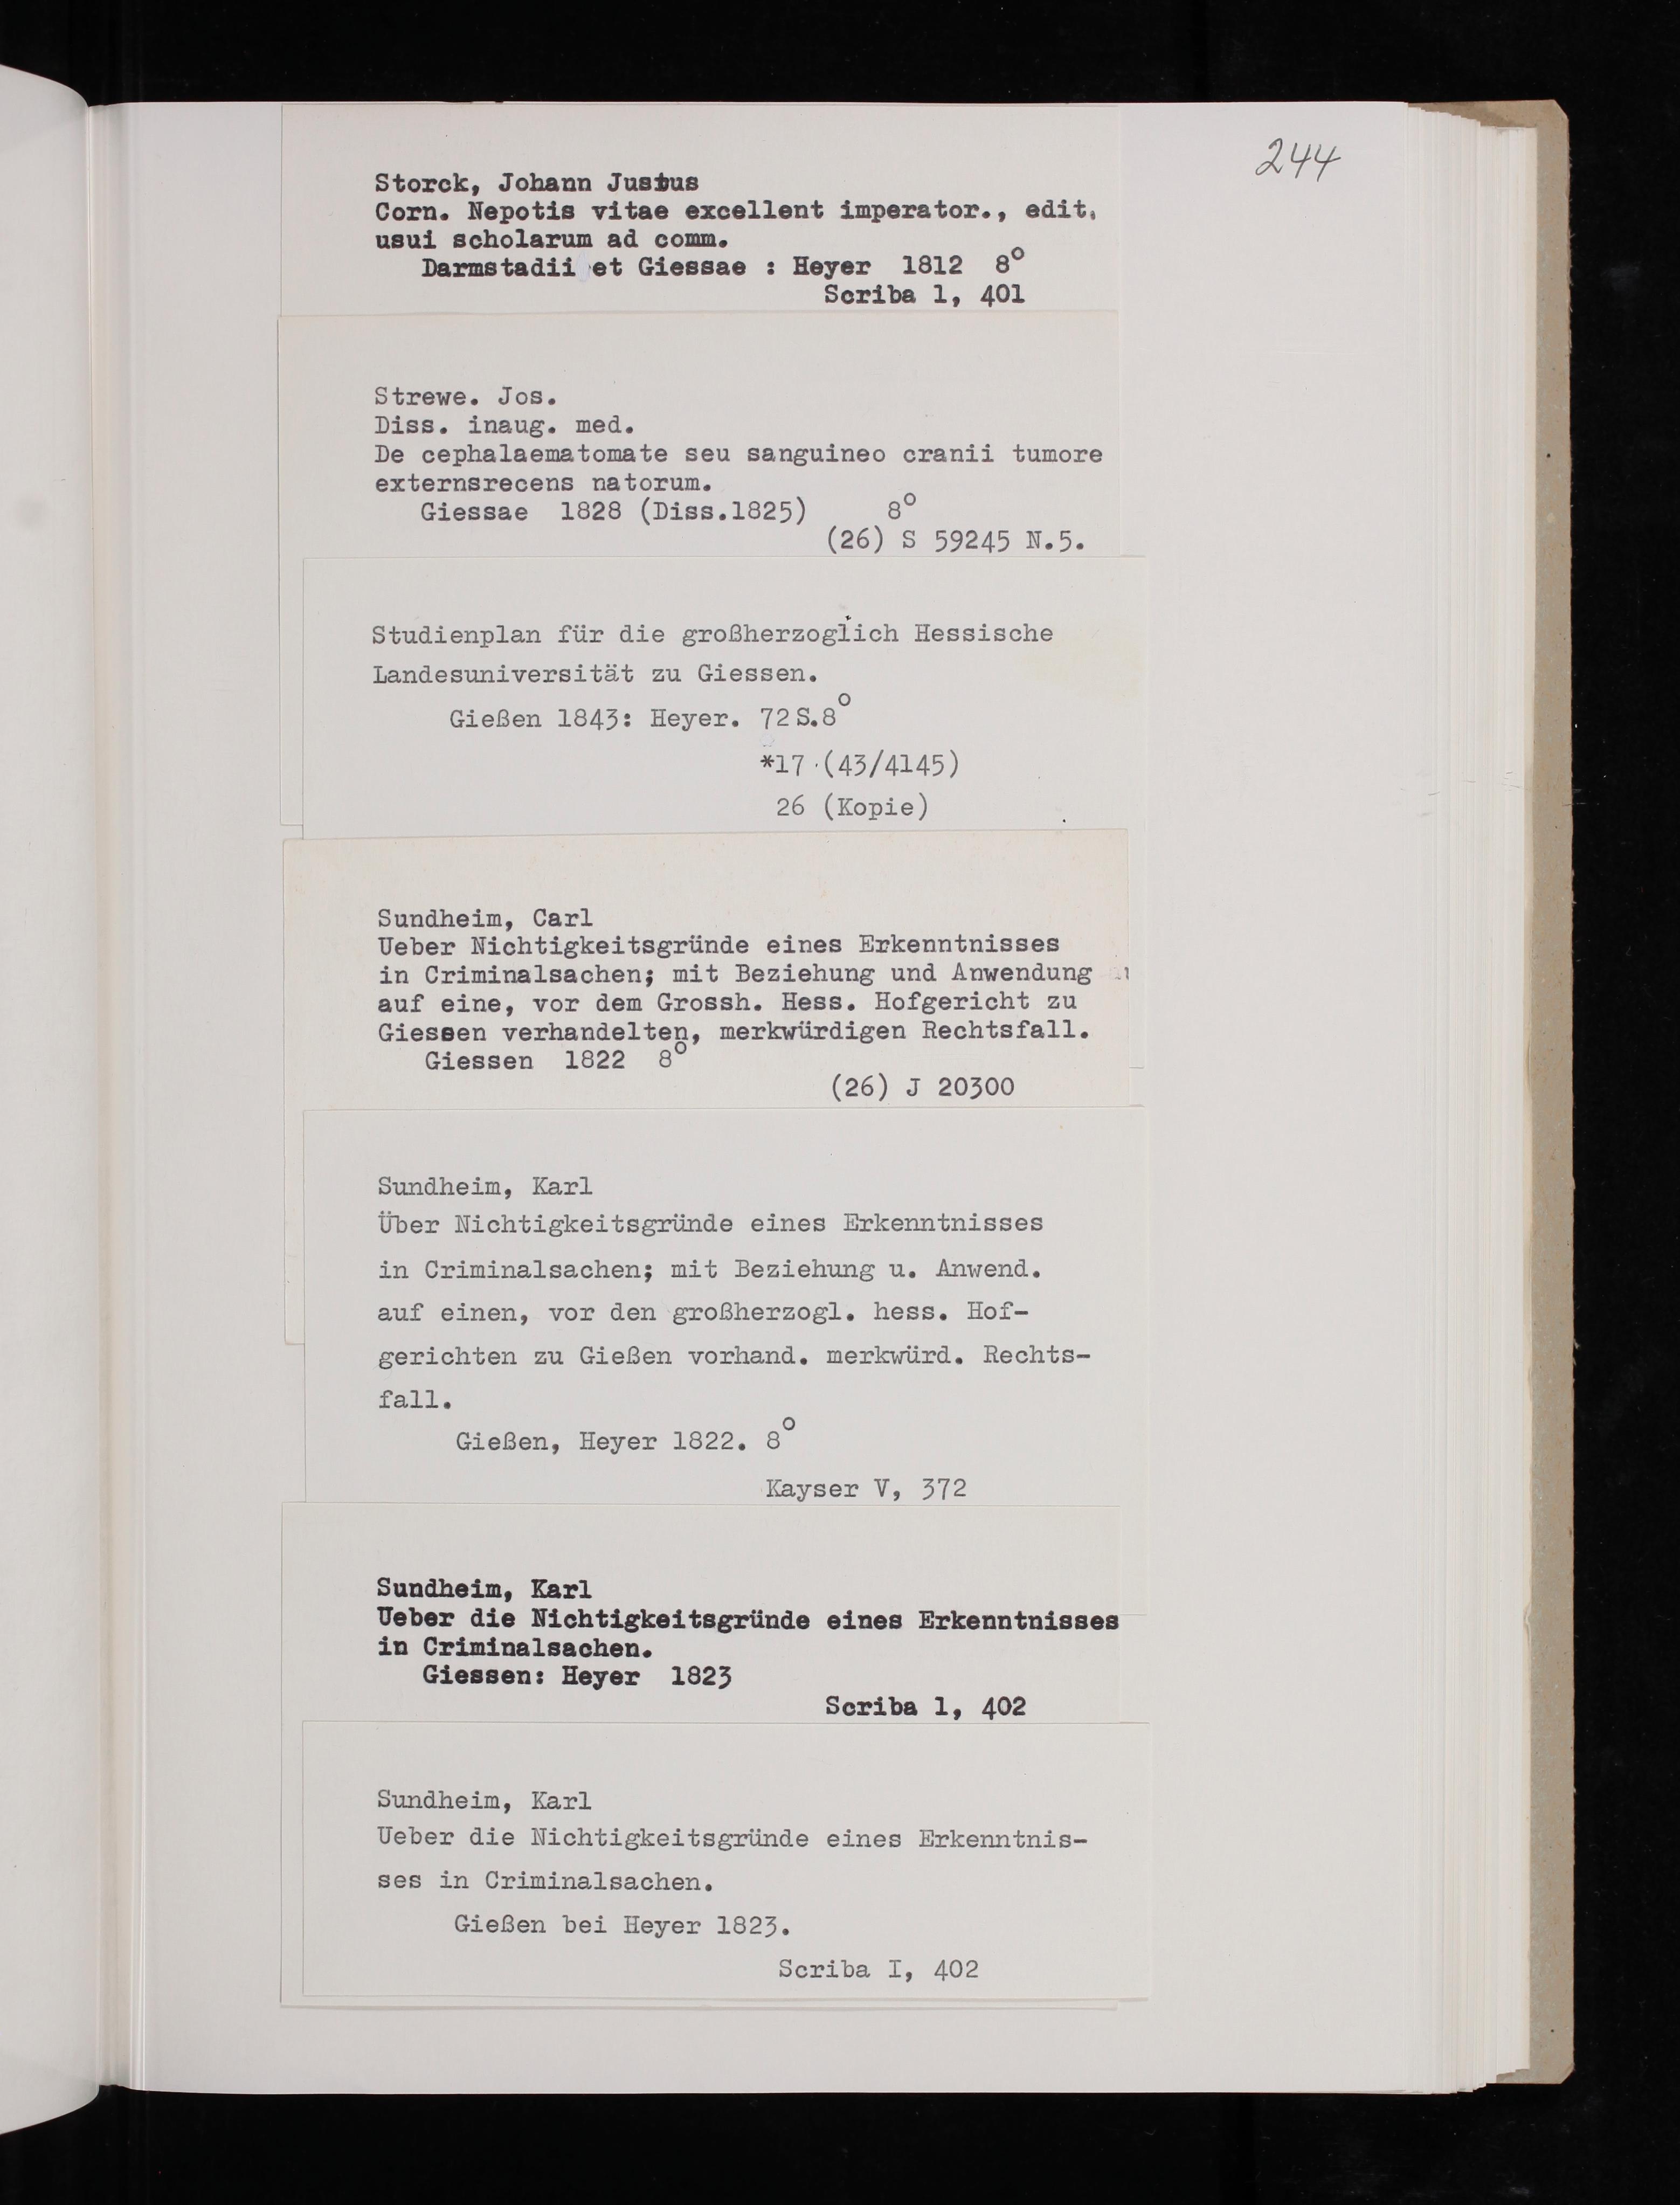 244
Storck, Johann Justus
Corn. Nepotis vitae excellent imperator., edit.
usui scholarum ad comm.
Darmstadii et Giessae : Heyer 1812 8°
Scriba 1, 401
Strewe. Jos.
Diss. inaug. med.
De cephalaematomate seu sanguineo cranii tumore
externsrecens natorum.
Giessae 1828 (Diss.1825) 8°
(26) S 59245 N.5.
Studienplan für die großherzoglich Hessische
Landesuniversität zu Giessen.
Gießen 1843: Heyer. 72 S.8°
*17 (43/4145)
26 (Kopie)
Sundheim, Carl
Ueber Nichtigkeitsgründe eines Erkenntnisses
in Criminalsachen; mit Beziehung und Anwendung
auf eine, vor dem Grossh. Hess. Hofgericht zu
Giessen verhandelten, merkwürdigen Rechtsfall.
Giessen 1822 8°
(26) J 20300
Sundheim, Karl
Über Nichtigkeitsgründe eines Erkenntnisses
in Criminalsachen; mit Beziehung u. Anwend.
auf einen, vor den großherzogl. hess. Hof-
gerichten zu Gießen vorhand. merkwürd. Rechts-
fall.
Gießen, Heyer 1822. 8°
Kayser V, 372
Sundheim, Karl
Ueber die Nichtigkeitsgründe eines Erkenntnisses
in Criminalsachen.
Giessen: Heyer 1823
Scriba 1, 402
Sundheim, Karl
Ueber die Nichtigkeitsgründe eines Erkenntnis-
ses in Criminalsachen.
Gießen bei Heyer 1823.
Scriba I, 402